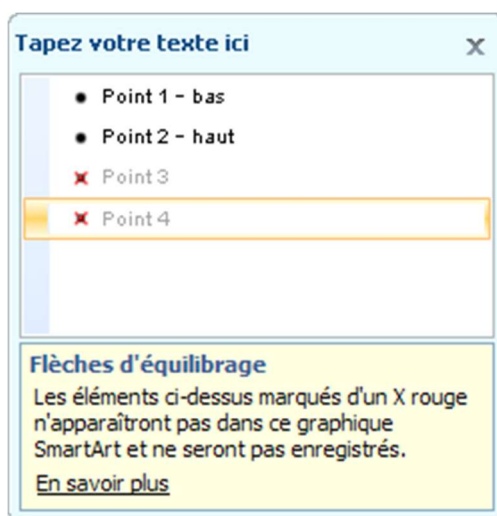 Tapez votre texte ici
Point 1 - bas
Point 2 - haut
Point 3
Point 4
Flèches d'équilibrage
Les éléments ci-dessus marqués d'un X rouge
n'apparaîtront pas dans ce graphique
SmartArt et ne seront pas enregistrés.
En savoir plus